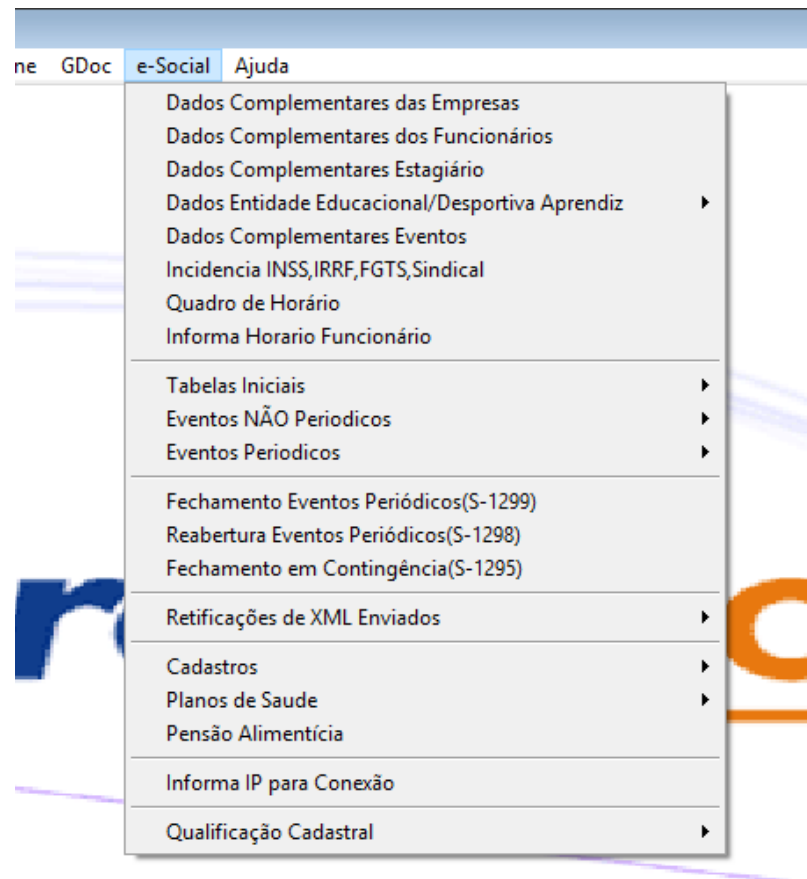 GDoc e-Social Ajuda
Dados Complementares das Empresas
Dados Complementares dos Funcionários
Dados Complementares Estagiário
Dados Entidade Educacional/Desportiva Aprendiz
Dados Complementares Eventos
Incidencia INSS,IRRF,FGTS,Sindical
Quadro de Horário
Informa Horario Funcionário
Tabelas Iniciais
Eventos NÃO Periodicos
Eventos Periodicos
Fechamento Eventos Periódicos(S-1299)
Reabertura Eventos Periódicos(S-1298)
Fechamento em Contingência(S-1295)
Retificações de XML Enviados
Cadastros
Planos de Saude
Pensão Alimentícia
Informa IP para Conexão
Qualificação Cadastral